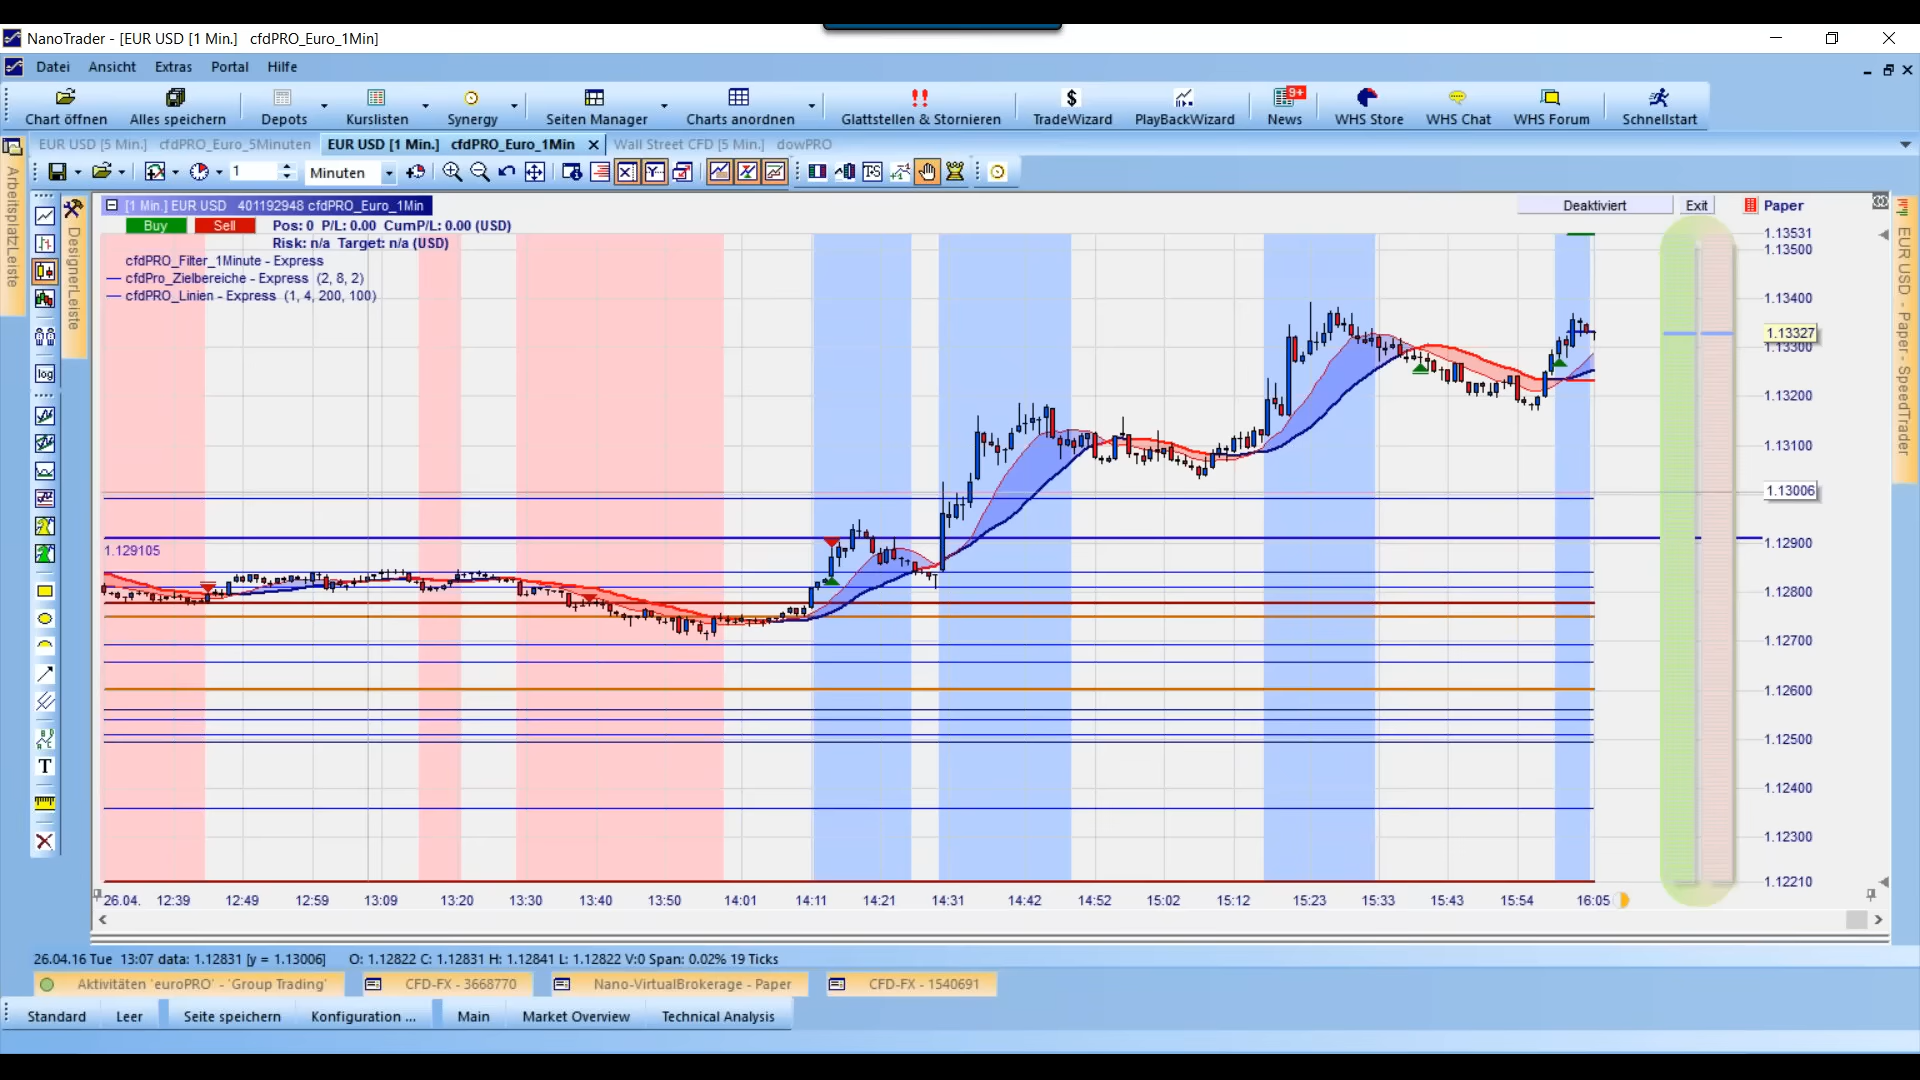 NanoTrader - [EUR USD [1 Min.] cfdPRO_Euro_1Min]
Datei Ansicht Extras Portal Hilfe
Chart öffnen Alles speichern Depots Kurslisten Synergy Seiten Manager Charts anordnen Glattstellen & Stornieren TradeWizard PlayBackWizard News 9+ WHS Store WHS Chat WHS Forum Schnellstart
EUR USD [5 Min.] cfdPRO_Euro_5Minuten EUR USD [1 Min.] cfdPRO_Euro_1Min Wall Street CFD [5 Min.] dowPRO
1 Minuten
ArbeitsplatzLeiste
DesignerLeiste
log
T
[1 Min.] EUR USD 401192948 cfdPRO_Euro_1Min
Deaktiviert Exit Paper
Buy Sell Pos: 0 P/L: 0.00 CumP/L: 0.00 (USD)
Risk: n/a Target: n/a (USD)
cfdPRO_Filter_1Minute - Express
cfdPro_Zielbereiche - Express (2, 8, 2)
cfdPRO_Linien - Express (1, 4, 200, 100)
1.129105
1.13531
1.13500
1.13400
1.13327
1.13300
1.13200
1.13100
1.13006
1.12900
1.12800
1.12700
1.12600
1.12500
1.12400
1.12300
1.12210
EUR USD - Paper - SpeedTrader
26.04. 12:39 12:49 12:59 13:09 13:20 13:30 13:40 13:50 14:01 14:11 14:21 14:31 14:42 14:52 15:02 15:12 15:23 15:33 15:43 15:54 16:05
26.04.16 Tue 13:07 data: 1.12831 [y = 1.13006] O: 1.12822 C: 1.12831 H: 1.12841 L: 1.12822 V:0 Span: 0.02% 19 Ticks
Aktivitäten 'euroPRO' - 'Group Trading' CFD-FX - 3668770 Nano-VirtualBrokerage - Paper CFD-FX - 1540691
Standard Leer Seite speichern Konfiguration ... Main Market Overview Technical Analysis